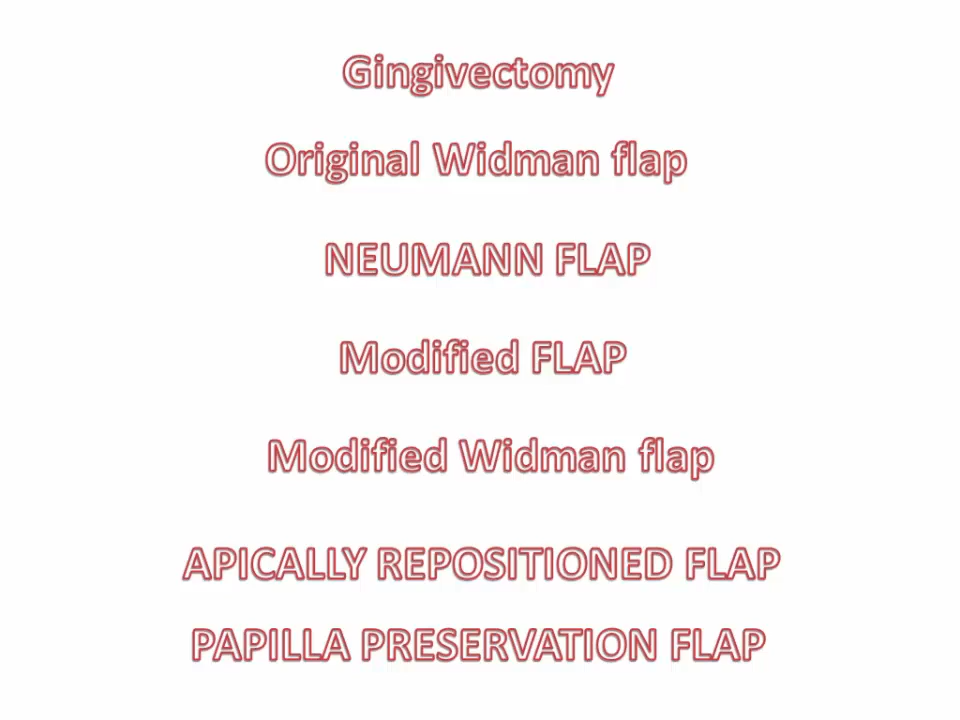 Gingivectomy
Original Widman flap
NEUMANN FLAP
Modified FLAP
Modified Widman flap
APICALLY REPOSITIONED FLAP
PAPILLA PRESERVATION FLAP